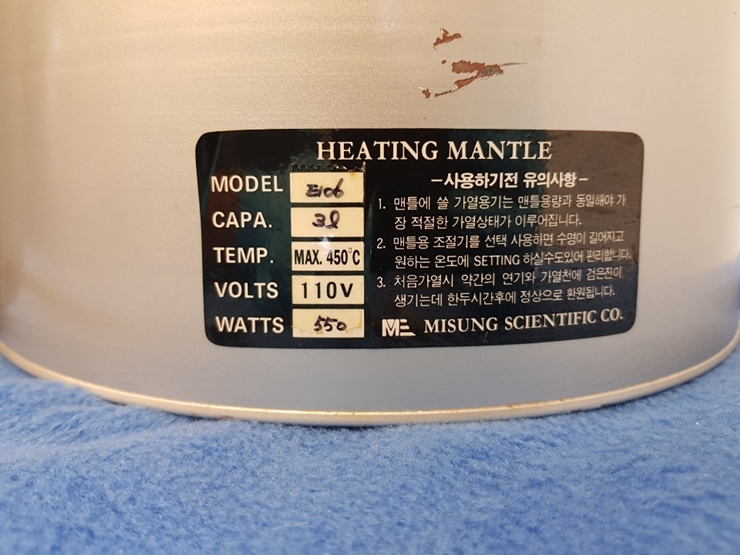 HEATING MANTLE
MODEL E106
CAPA. 3ℓ
TEMP. MAX. 450°C
VOLTS 110V
WATTS 550
-사용하기전 유의사항-
1. 맨틀에 쓸 가열용기는 맨틀용량과 동일해야 가
장 적절한 가열상태가 이루어집니다.
2. 맨틀용 조절기를 선택 사용하면 수명이 길어지고
원하는 온도에 SETTING 하실수도있어 편리합니다.
3. 처음가열시 약간의 연기와 가열천에 검은진이
생기는데 한두시간후에 정상으로 환원됩니다.
MS MISUNG SCIENTIFIC CO.